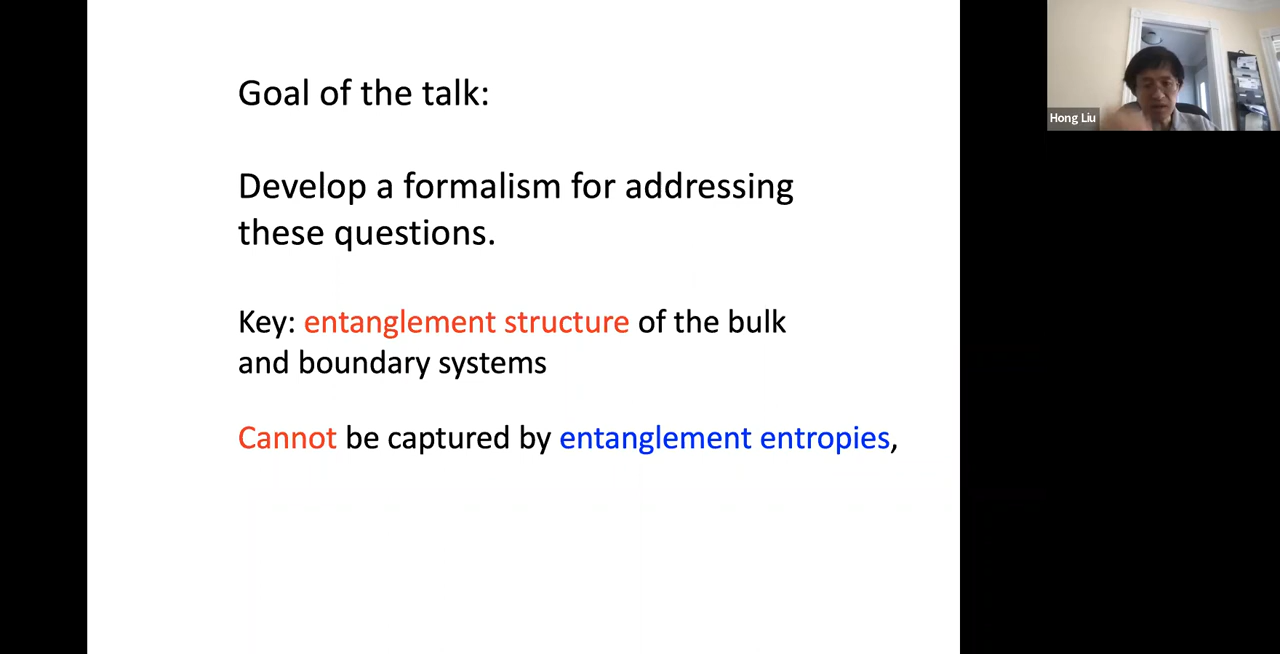 Goal of the talk:
Develop a formalism for addressing
these questions.
Key: entanglement structure of the bulk
and boundary systems
Cannot be captured by entanglement entropies,
Hong Liu